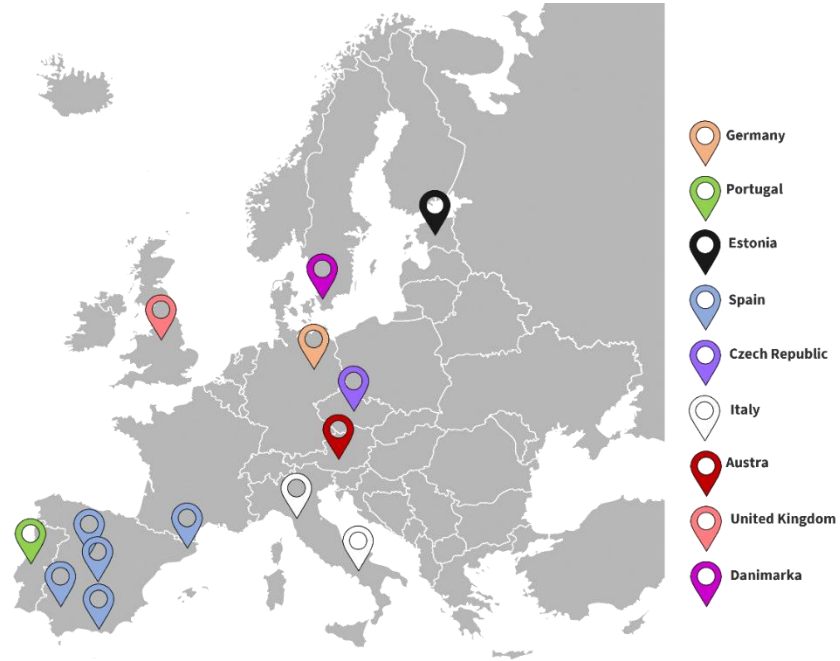 Germany
Portugal
Estonia
Spain
Czech Republic
Italy
Austra
United Kingdom
Danimarka